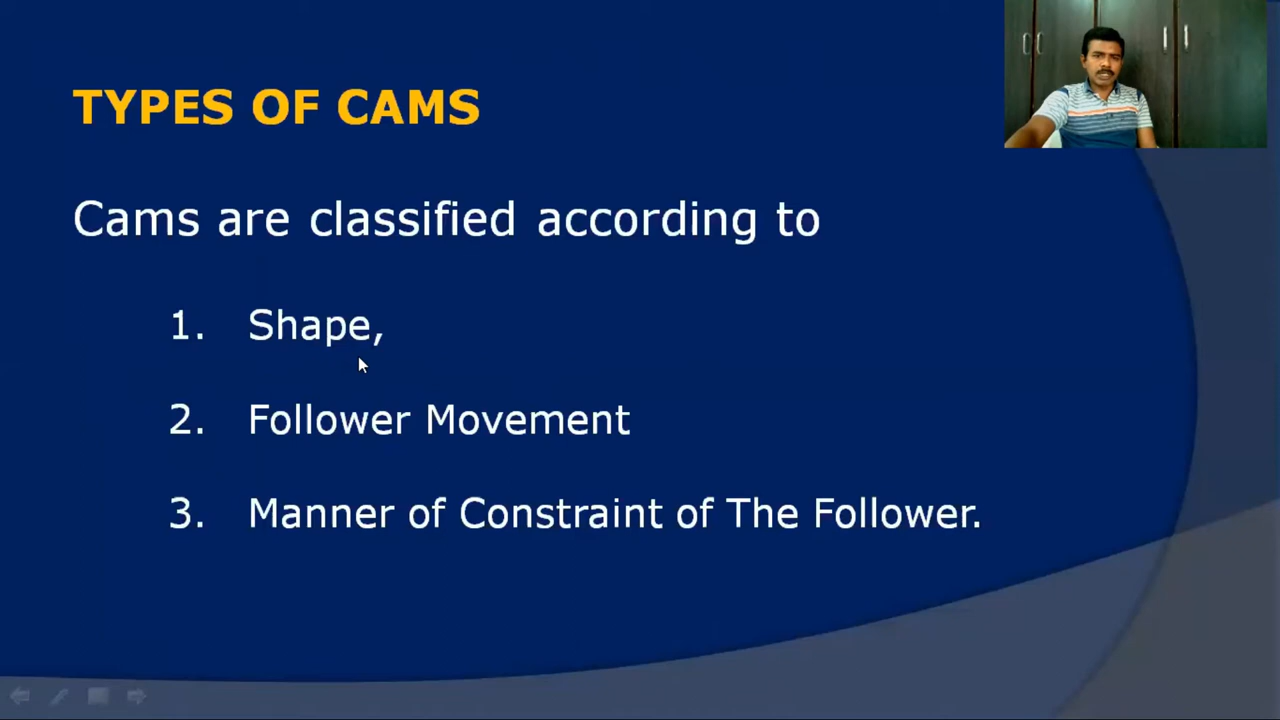 TYPES OF CAMS
Cams are classified according to
1. Shape,
2. Follower Movement
3. Manner of Constraint of The Follower.